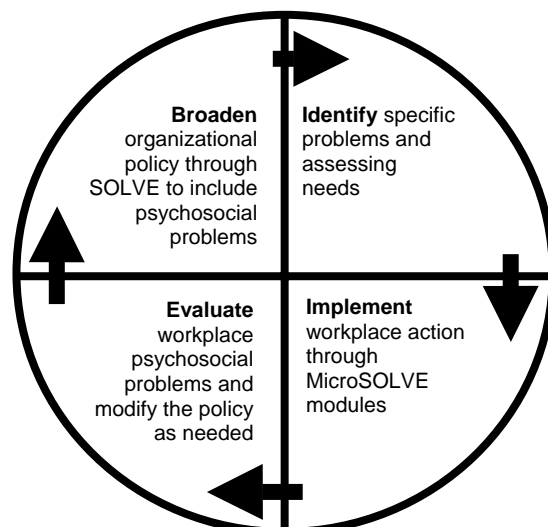 Broaden
organizational
policy through
SOLVE to include
psychosocial
problems
Identify specific
problems and
assessing
needs
Evaluate
workplace
psychosocial
problems and
modify the policy
as needed
Implement
workplace action
through
MicroSOLVE
modules